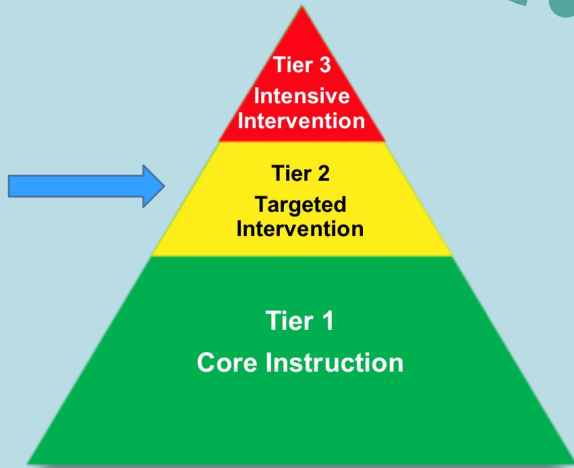 Tier 3
Intensive
Intervention
Tier 2
Targeted
Intervention
Tier 1
Core Instruction